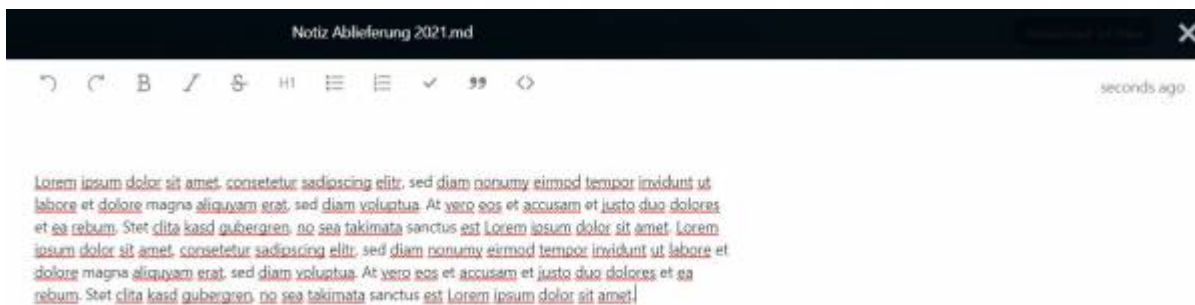 Notiz Ablieferung 2021.md
H1
seconds ago
Lorem ipsum dolor sit amet, consetetur sadipscing elitr, sed diam nonumy eirmod tempor invidunt ut
labore et dolore magna aliquyam erat, sed diam voluptua. At vero eos et accusam et justo duo dolores
et ea rebum. Stet clita kasd gubergren, no sea takimata sanctus est Lorem ipsum dolor sit amet. Lorem
ipsum dolor sit amet, consetetur sadipscing elitr, sed diam nonumy eirmod tempor invidunt ut labore et
dolore magna aliquyam erat, sed diam voluptua. At vero eos et accusam et justo duo dolores et ea
rebum. Stet clita kasd gubergren, no sea takimata sanctus est Lorem ipsum dolor sit amet.